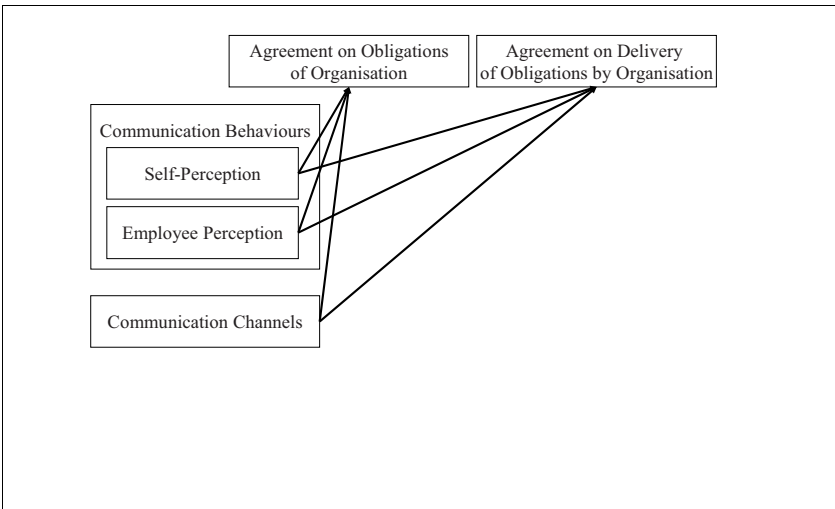 Agreement on Obligations
of Organisation
Agreement on Delivery
of Obligations by Organisation
Communication Behaviours
Self-Perception
Employee Perception
Communication Channels